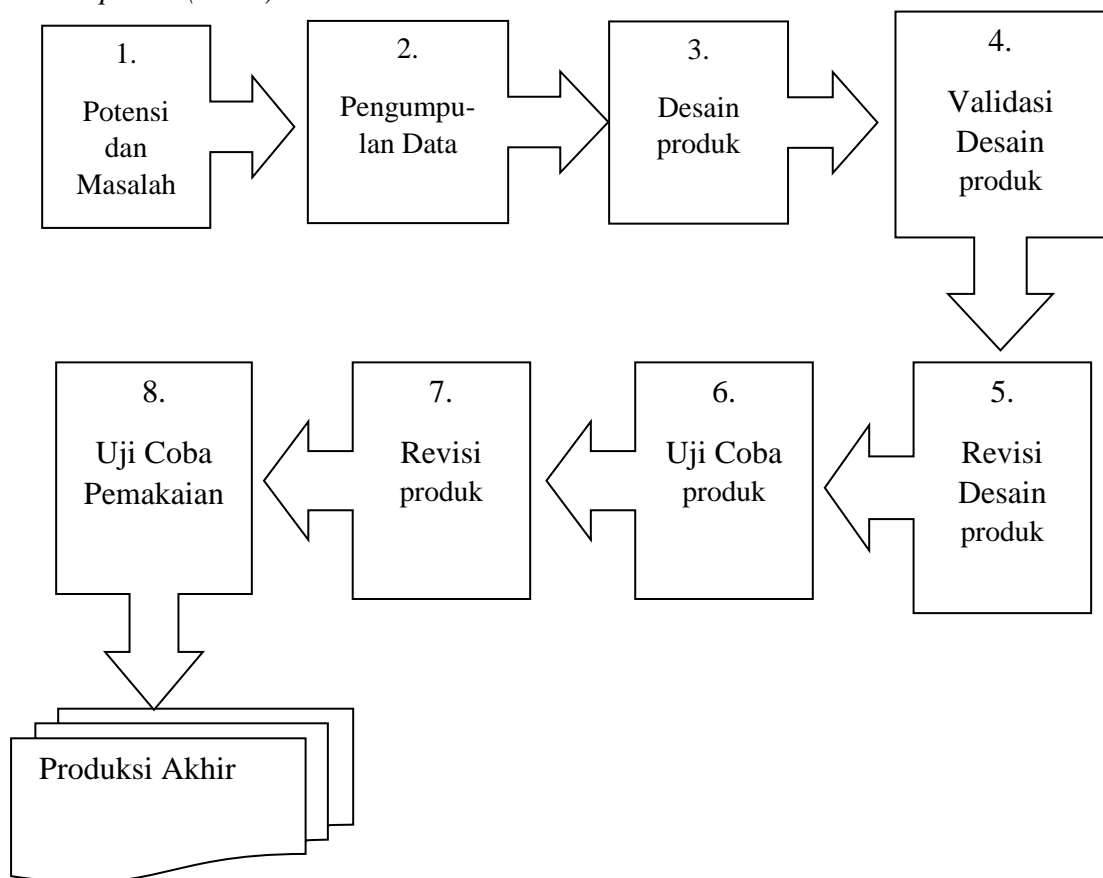 1.
Potensi
dan
Masalah
2.
Pengumpu-
lan Data
3.
Desain
produk
4.
Validasi
Desain
produk
5.
Revisi
Desain
produk
6.
Uji Coba
produk
7.
Revisi
produk
8.
Uji Coba
Pemakaian
Produksi Akhir